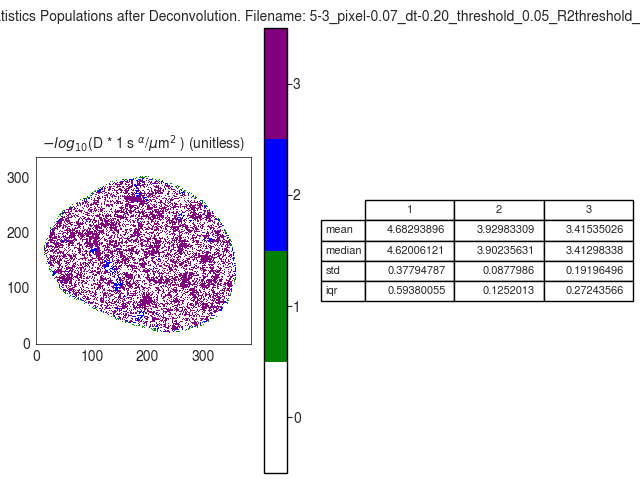 tistics Populations after Deconvolution. Filename: 5-3_pixel-0.07_dt-0.20_threshold_0.05_R2threshold_
−log₁₀(D * 1 s ᵅ/μm² ) (unitless)
300
200
100
0
0 100 200 300
3
2
1
0
1 2 3
mean 4.68293896 3.92983309 3.41535026
median 4.62006121 3.90235631 3.41298338
std 0.37794787 0.0877986 0.19196496
iqr 0.59380055 0.1252013 0.27243566